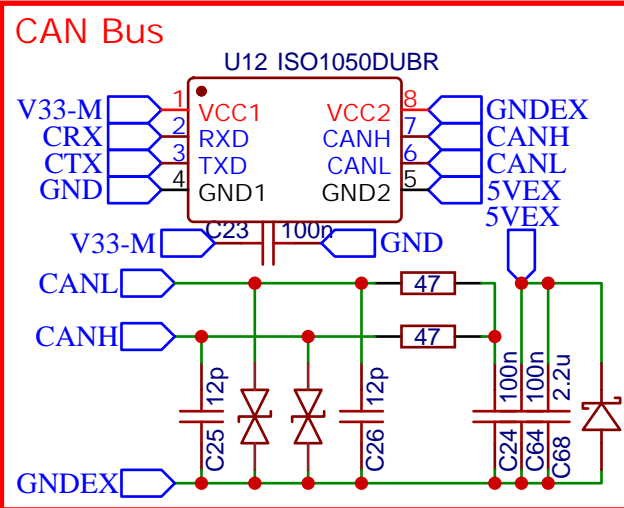 CAN Bus
U12 ISO1050DUBR
V33-M 1 VCC1 VCC2 8 GNDEX
CRX 2 RXD CANH 7 CANH
CTX 3 TXD CANL 6 CANL
GND 4 GND1 GND2 5 5VEX
5VEX
C23 100n
V33-M GND
CANL 47
CANH 47
12p 12p 100n 100n 2.2u
C25 C26 C24 C64 C68
GNDEX